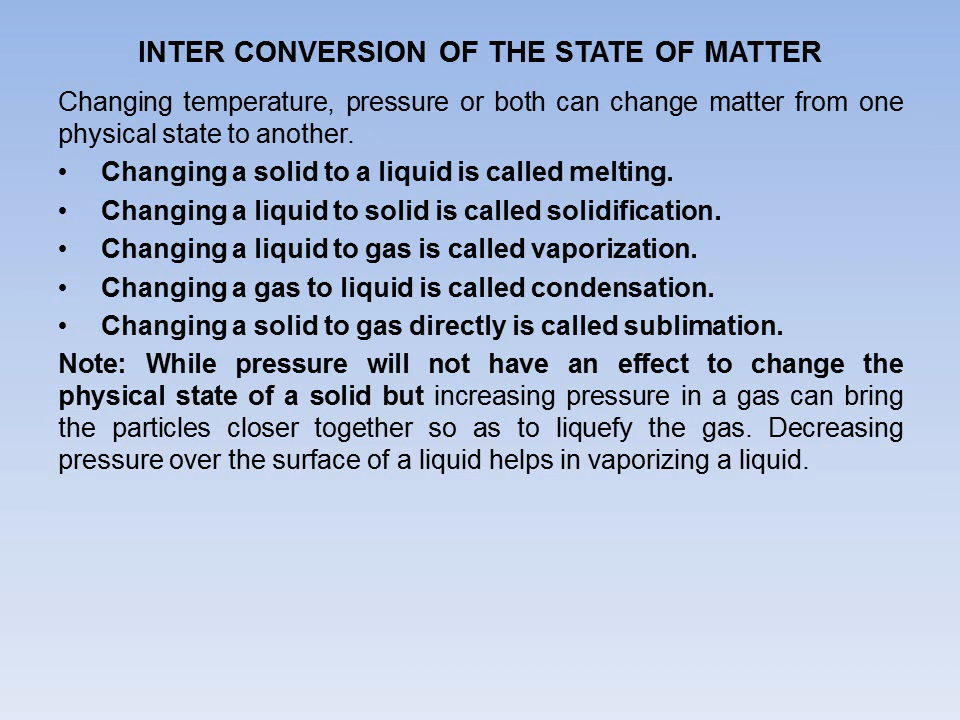 INTER CONVERSION OF THE STATE OF MATTER
Changing temperature, pressure or both can change matter from one
physical state to another.
• Changing a solid to a liquid is called melting.
• Changing a liquid to solid is called solidification.
• Changing a liquid to gas is called vaporization.
• Changing a gas to liquid is called condensation.
• Changing a solid to gas directly is called sublimation.
Note: While pressure will not have an effect to change the
physical state of a solid but increasing pressure in a gas can bring
the particles closer together so as to liquefy the gas. Decreasing
pressure over the surface of a liquid helps in vaporizing a liquid.